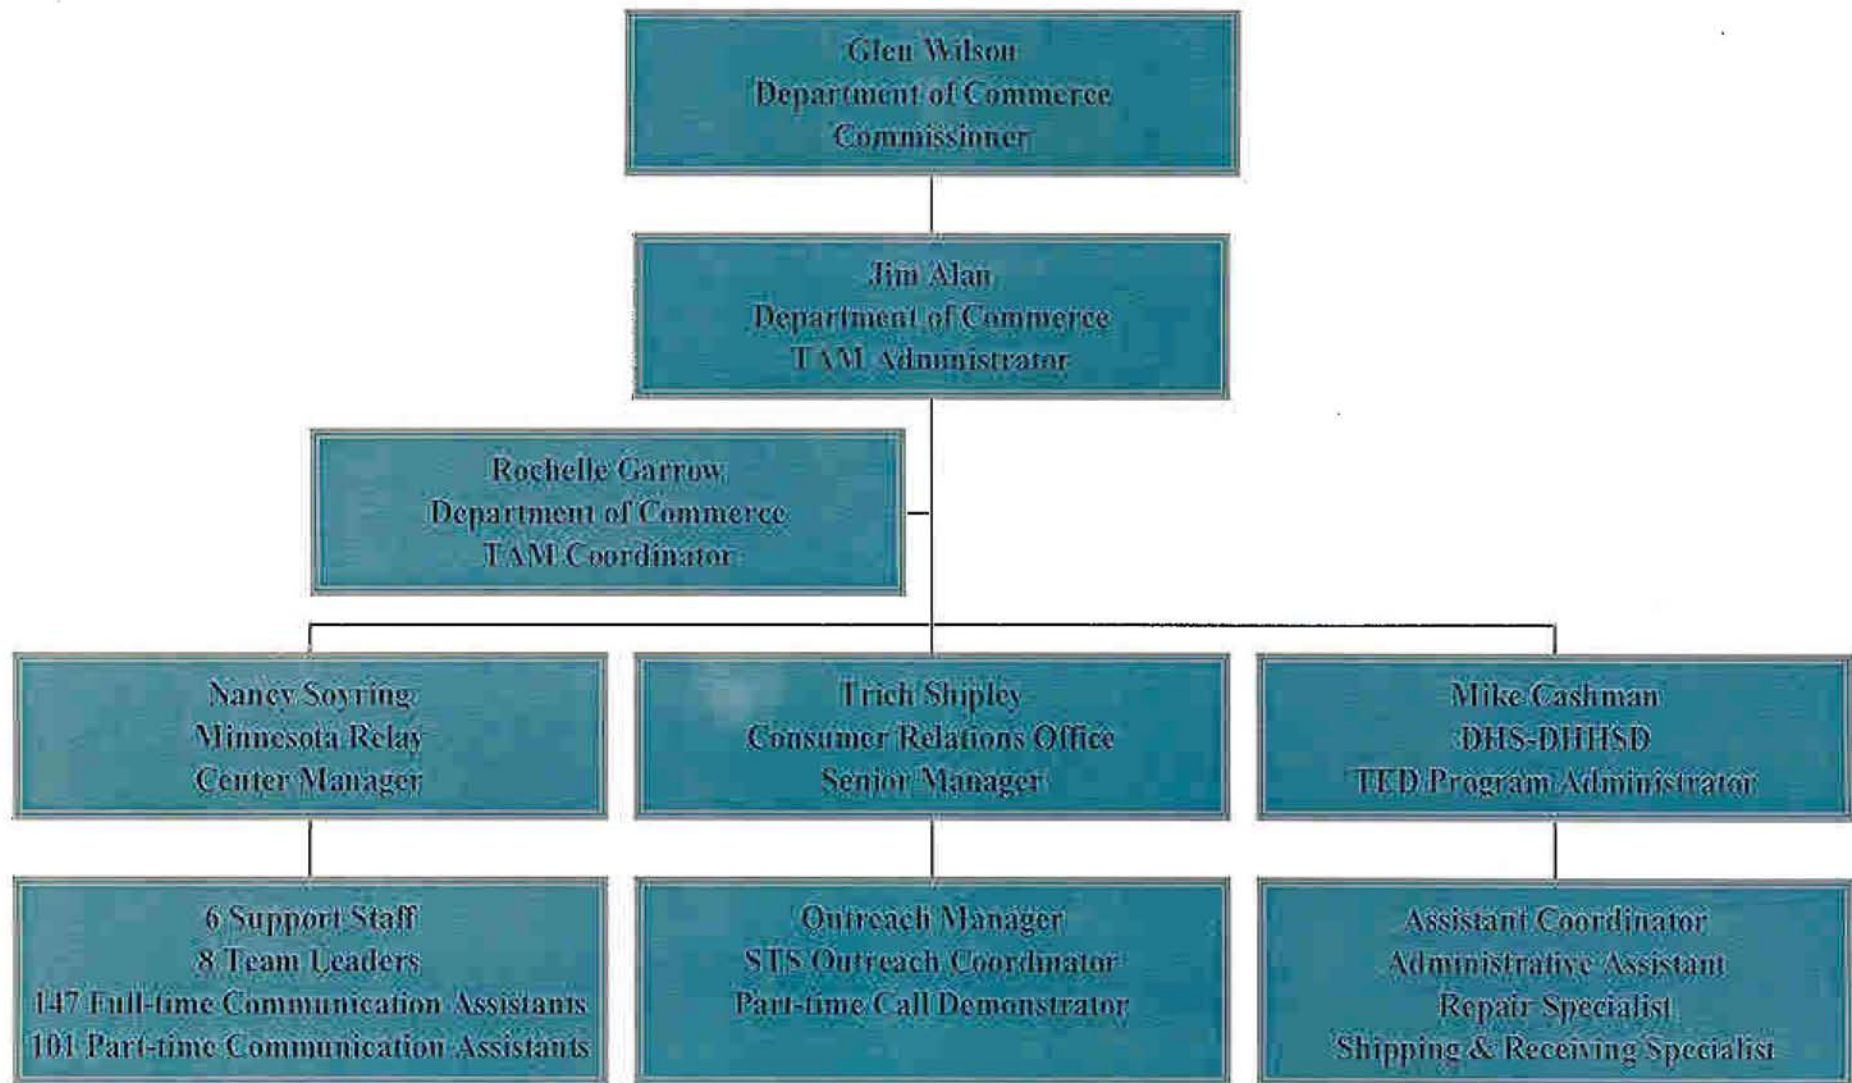 Glen Wilson
Department of Commerce
Commissioner
Jim Alan
Department of Commerce
TAM Administrator
Rochelle Garrow
Department of Commerce
TAM Coordinator
Nancy Soyring
Minnesota Relay
Center Manager
Trich Shipley
Consumer Relations Office
Senior Manager
Mike Cashman
DHS-DHHSD
TED Program Administrator
6 Support Staff
8 Team Leaders
147 Full-time Communication Assistants
101 Part-time Communication Assistants
Outreach Manager
STS Outreach Coordinator
Part-time Call Demonstrator
Assistant Coordinator
Administrative Assistant
Repair Specialist
Shipping & Receiving Specialist